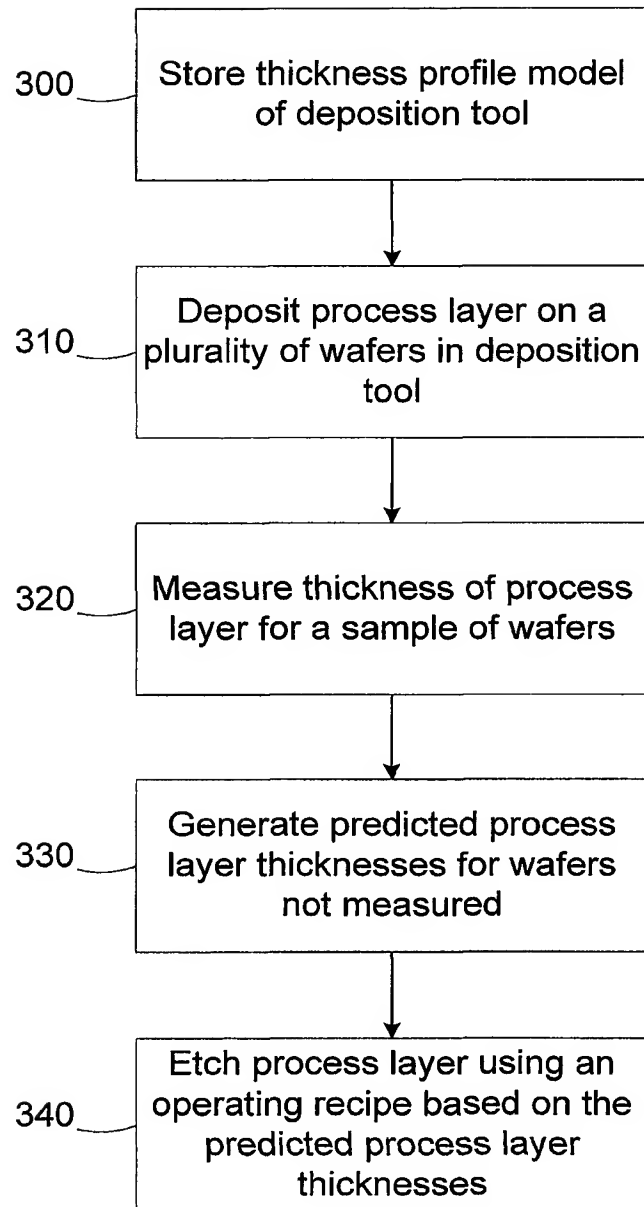 300
Store thickness profile model
of deposition tool
310
Deposit process layer on a
plurality of wafers in deposition
tool
320
Measure thickness of process
layer for a sample of wafers
330
Generate predicted process
layer thicknesses for wafers
not measured
340
Etch process layer using an
operating recipe based on the
predicted process layer
thicknesses